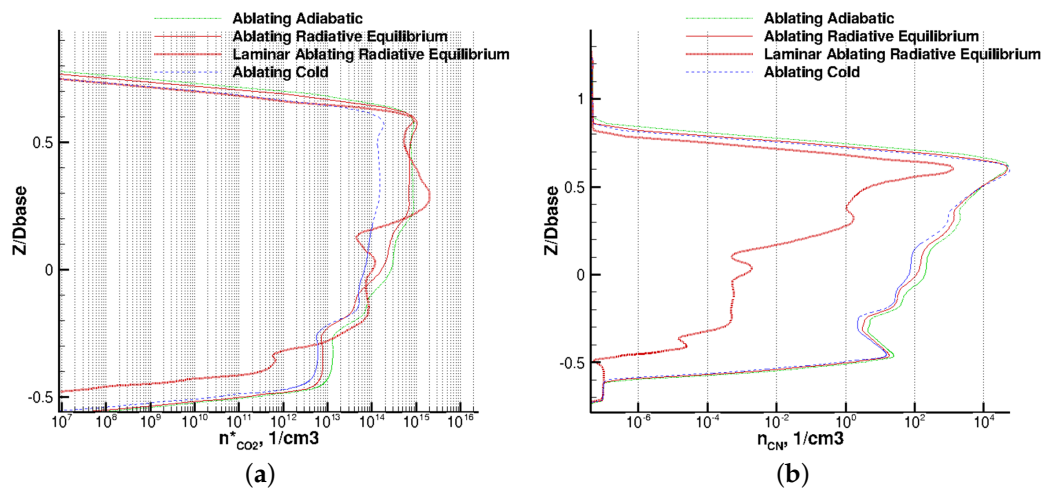 Ablating Adiabatic
Ablating Radiative Equilibrium
Laminar Ablating Radiative Equilibrium
Ablating Cold
Z/Dbase
0.5
0
-0.5
10^7 10^8 10^9 10^10 10^11 10^12 10^13 10^14 10^15 10^16
n*CO2, 1/cm3
(a)
Ablating Adiabatic
Ablating Radiative Equilibrium
Laminar Ablating Radiative Equilibrium
Ablating Cold
Z/Dbase
1
0.5
0
-0.5
10^-6 10^-4 10^-2 10^0 10^2 10^4
nCN, 1/cm3
(b)